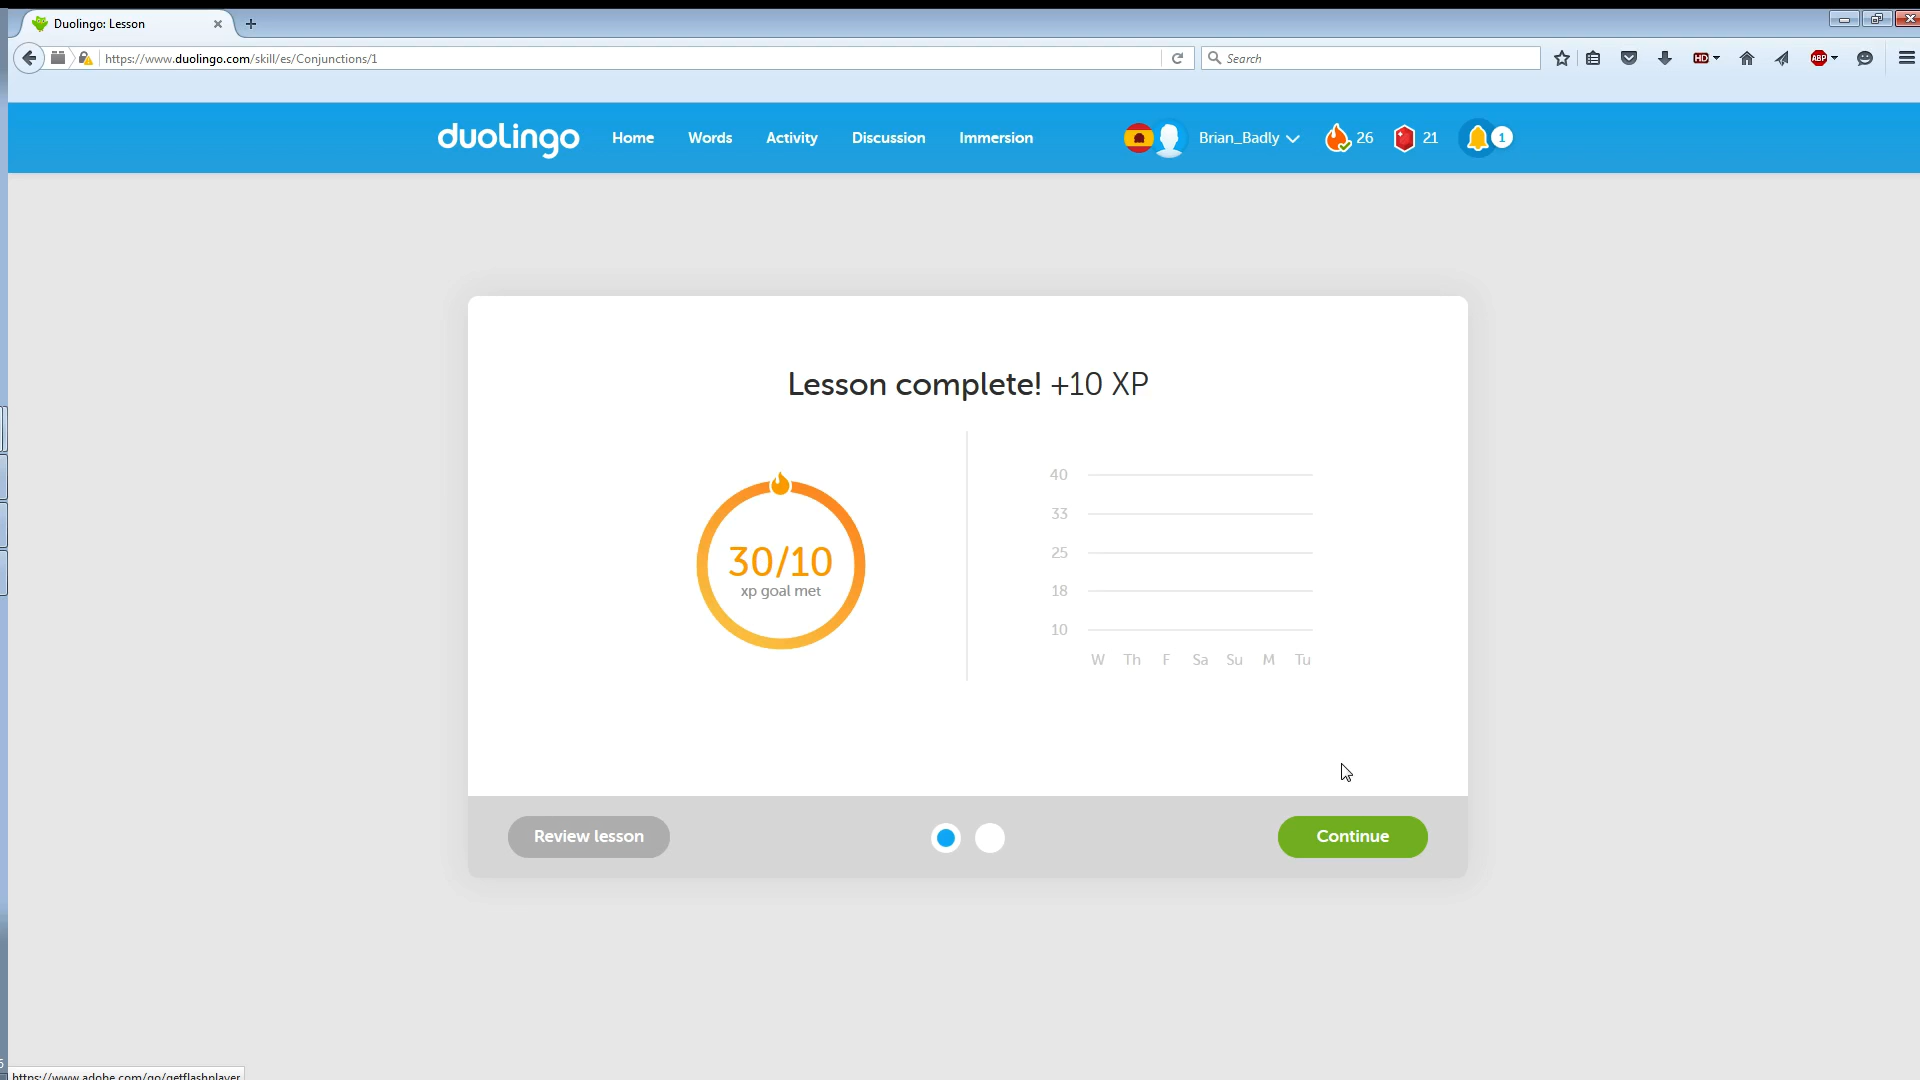 Duolingo: Lesson
https://www.duolingo.com/skill/es/Conjunctions/1
Search
HD
ABP
duolingo
Home
Words
Activity
Discussion
Immersion
Brian_Badly
26
21
1
Lesson complete! +10 XP
30/10
xp goal met
40
33
25
18
10
W Th F Sa Su M Tu
Review lesson
Continue
https://www.adobe.com/go/getflashplayer